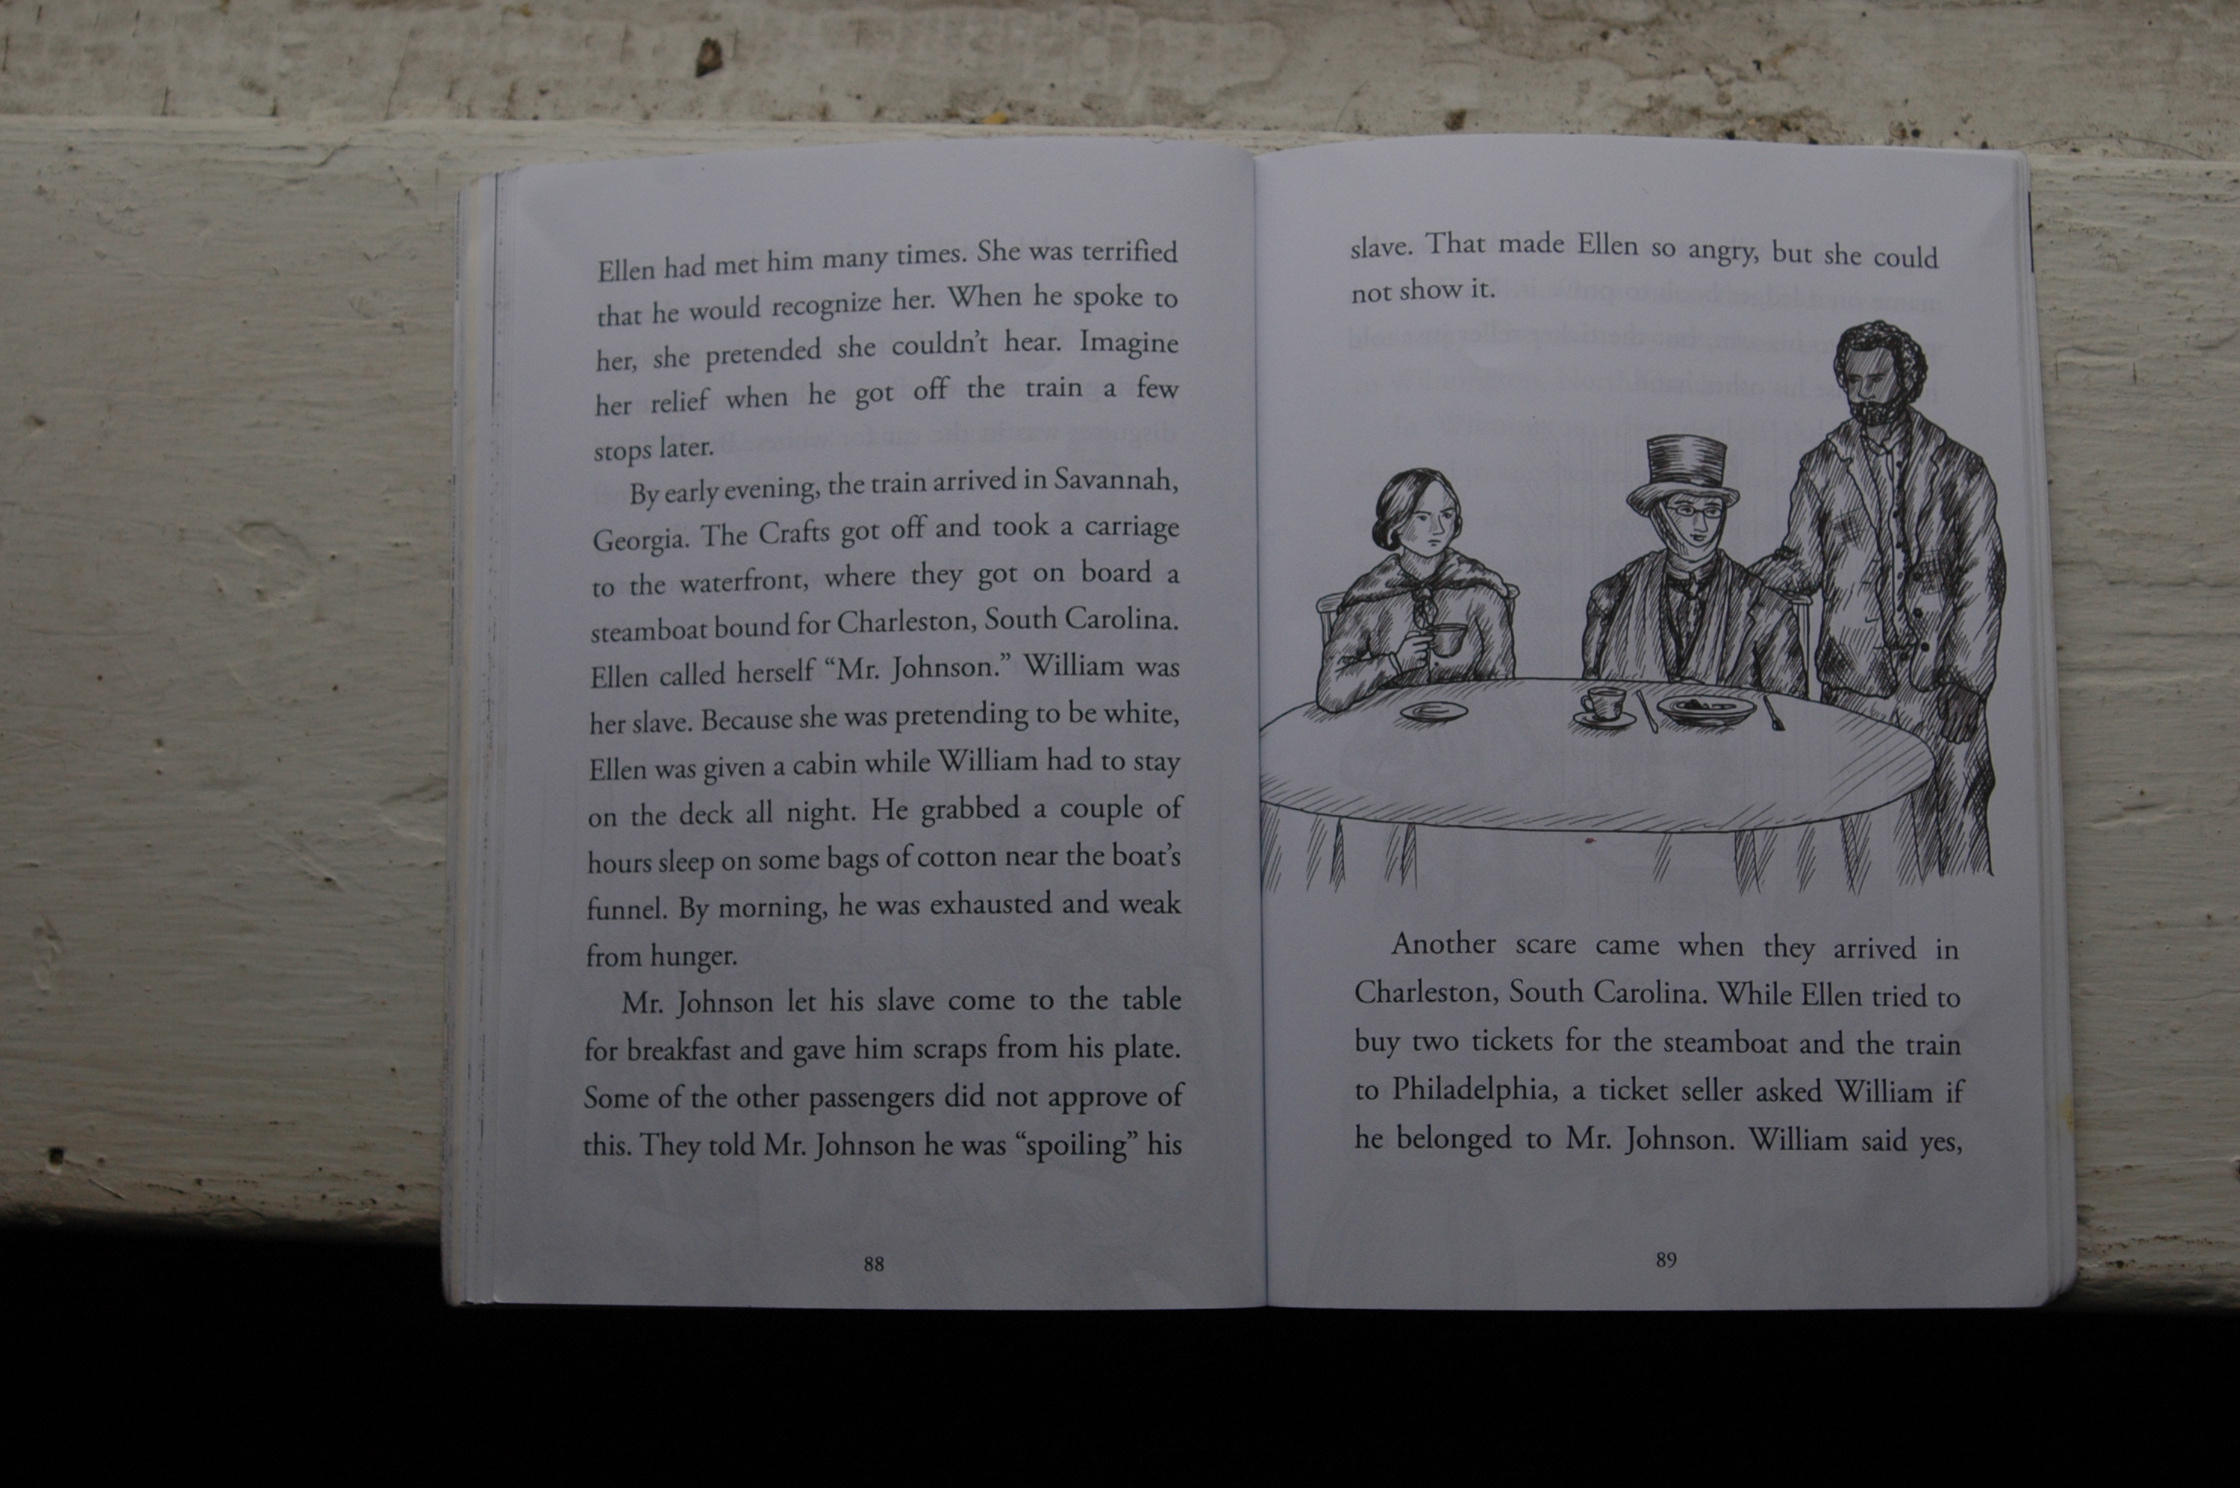 Ellen had met him many times. She was terrified
that he would recognize her. When he spoke to
her, she pretended she couldn't hear. Imagine
her relief when he got off the train a few
stops later.
By early evening, the train arrived in Savannah,
Georgia. The Crafts got off and took a carriage
to the waterfront, where they got on board a
steamboat bound for Charleston, South Carolina.
Ellen called herself “Mr. Johnson.” William was
her slave. Because she was pretending to be white,
Ellen was given a cabin while William had to stay
on the deck all night. He grabbed a couple of
hours sleep on some bags of cotton near the boat's
funnel. By morning, he was exhausted and weak
from hunger.
Mr. Johnson let his slave come to the table
for breakfast and gave him scraps from his plate.
Some of the other passengers did not approve of
this. They told Mr. Johnson he was “spoiling” his
88
slave. That made Ellen so angry, but she could
not show it.
Another scare came when they arrived in
Charleston, South Carolina. While Ellen tried to
buy two tickets for the steamboat and the train
to Philadelphia, a ticket seller asked William if
he belonged to Mr. Johnson. William said yes,
89